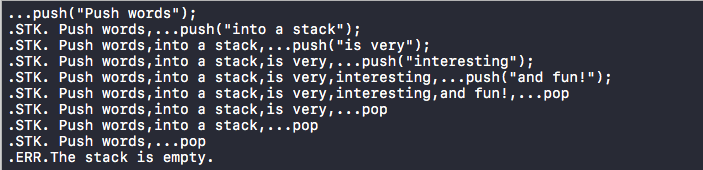 ...push("Push words");
.STK. Push words,...push("into a stack");
.STK. Push words,into a stack,...push("is very");
.STK. Push words,into a stack,is very,...push("interesting");
.STK. Push words,into a stack,is very,interesting,...push("and fun!");
.STK. Push words,into a stack,is very,interesting,and fun!,...pop
.STK. Push words,into a stack,is very,...pop
.STK. Push words,into a stack,...pop
.STK. Push words,...pop
.ERR.The stack is empty.